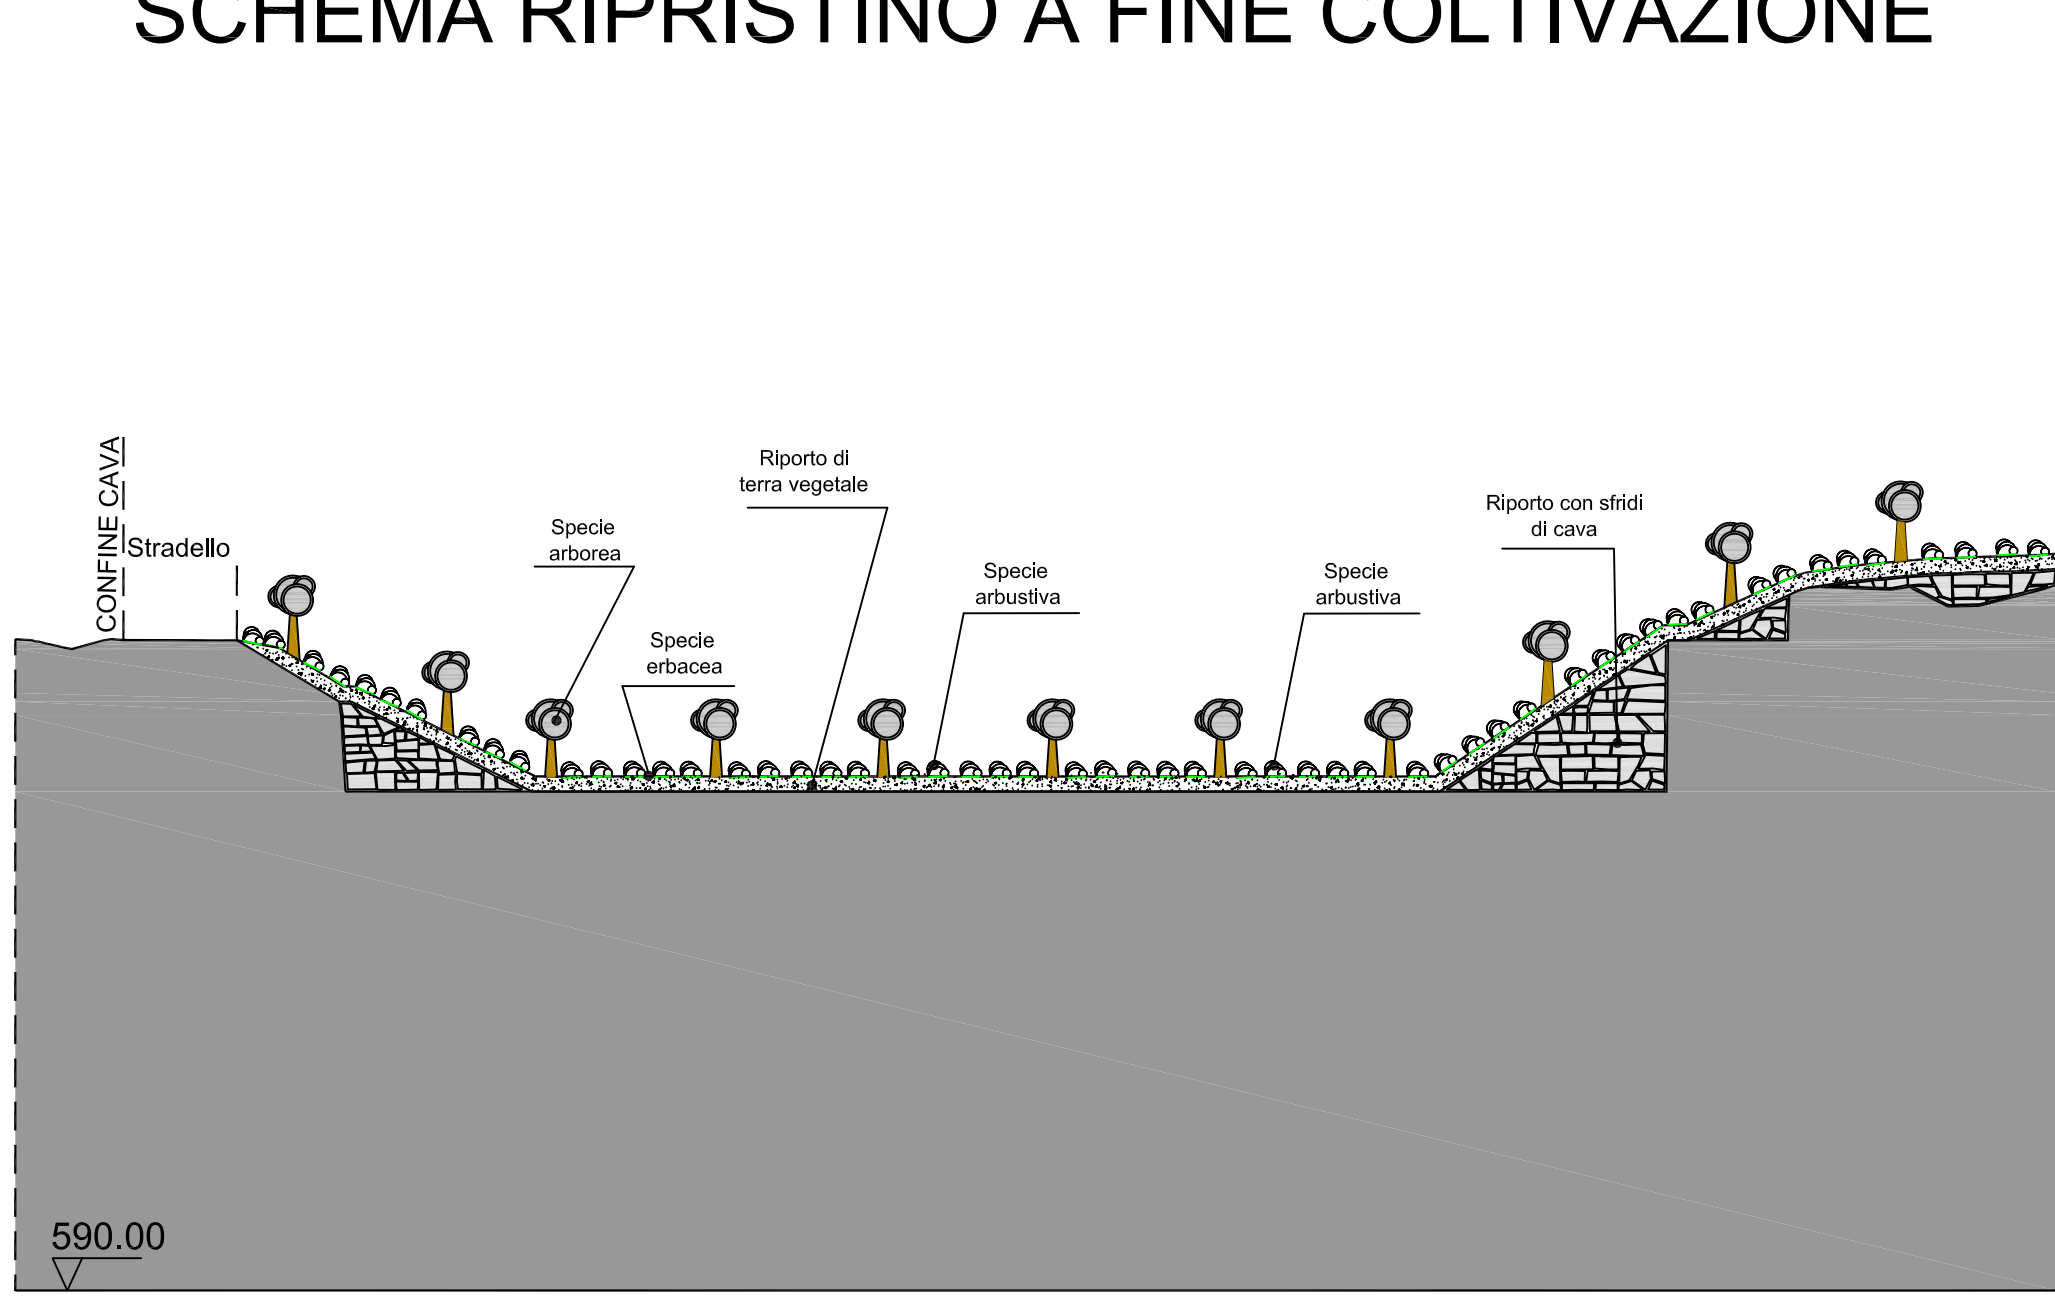 SCHEMA RIPRISTINO A FINE COLTIVAZIONE
CONFINE CAVA
Stradello
Specie
arborea
Specie
erbacea
Riporto di
terra vegetale
Specie
arbustiva
Specie
arbustiva
Riporto con sfridi
di cava
590.00